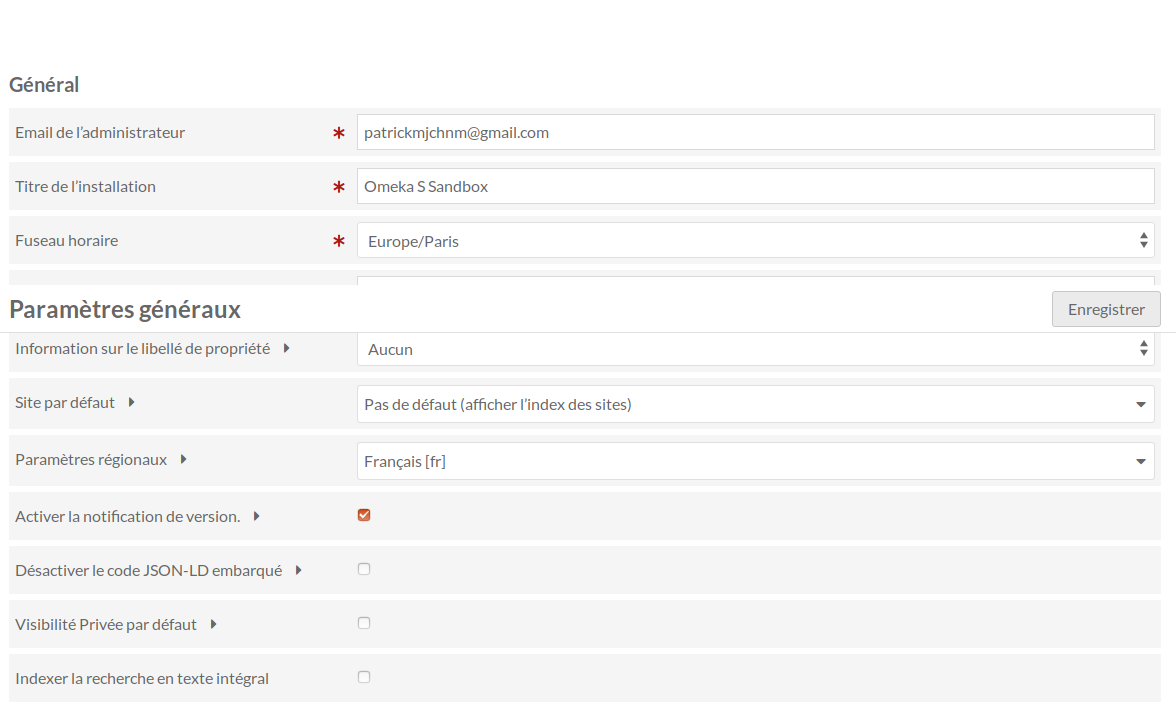 Général
Email de l’administrateur * patrickmjchnm@gmail.com
Titre de l’installation * Omeka S Sandbox
Fuseau horaire * Europe/Paris
Paramètres généraux Enregistrer
Information sur le libellé de propriété Aucun
Site par défaut Pas de défaut (afficher l’index des sites)
Paramètres régionaux Français [fr]
Activer la notification de version.
Désactiver le code JSON-LD embarqué
Visibilité Privée par défaut
Indexer la recherche en texte intégral